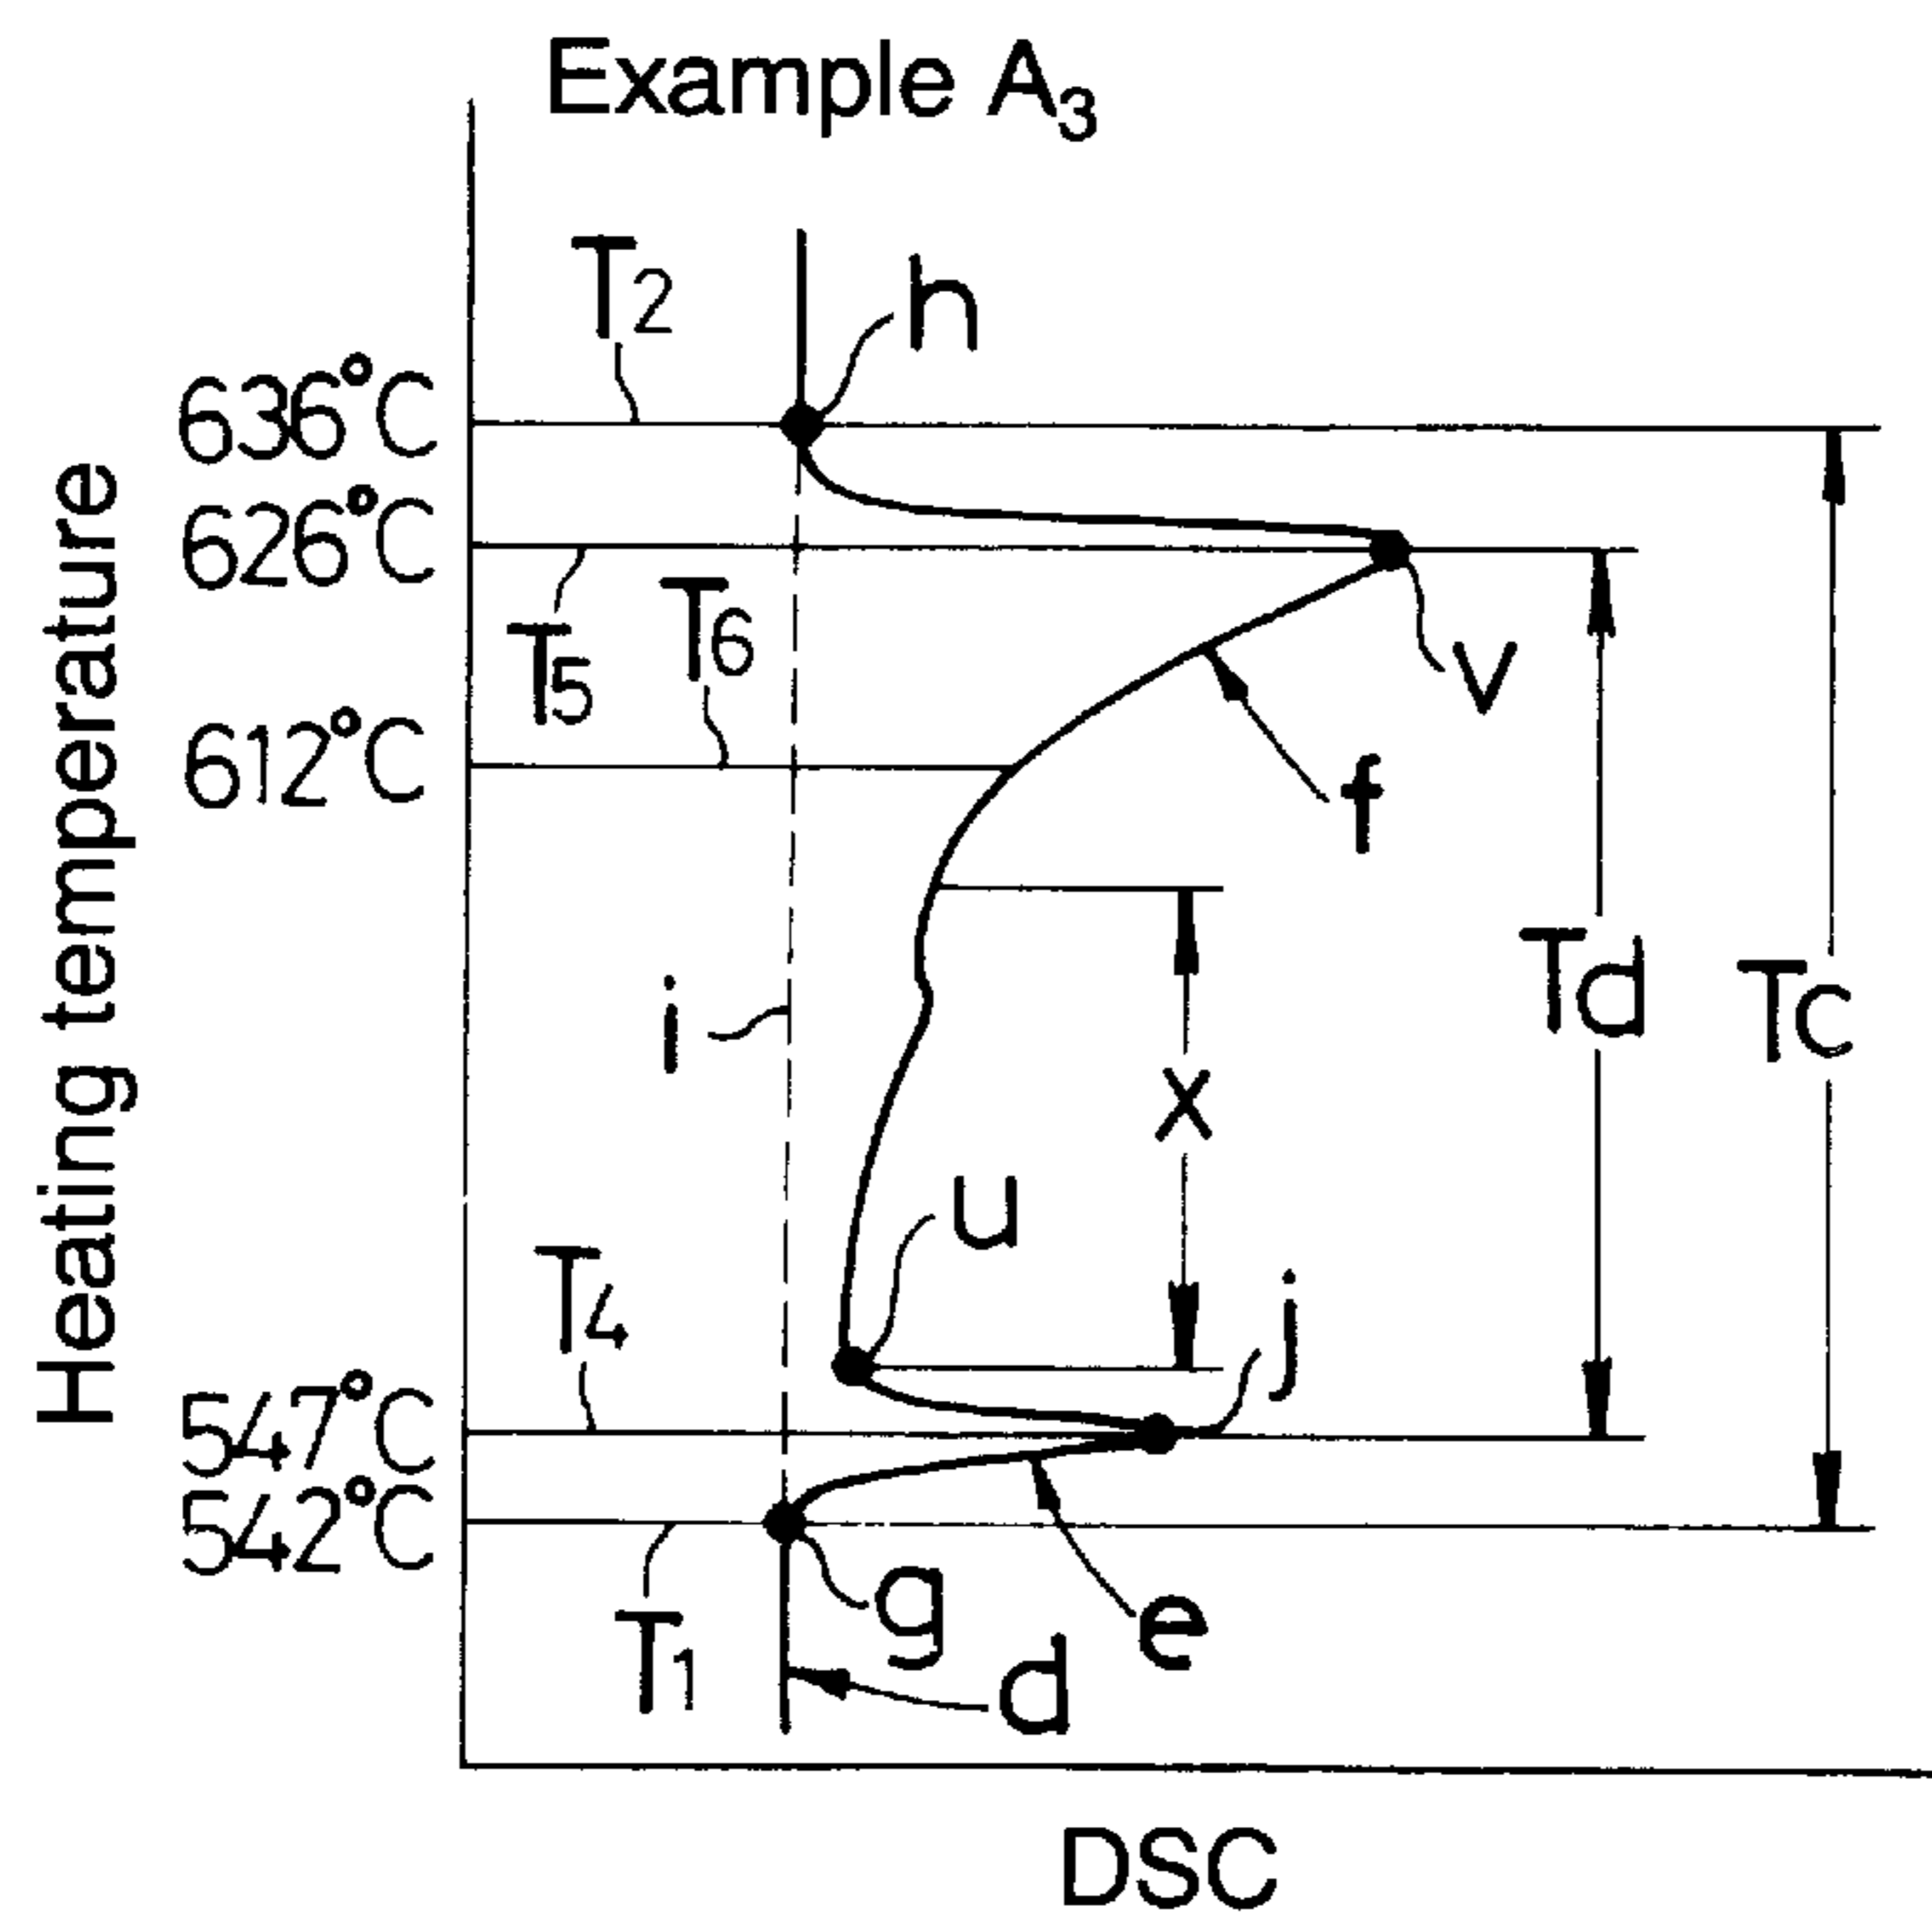 Example A3
T2
h
636°C
626°C
T5
T6
v
612°C
f
Heating temperature
i
Td
Tc
x
u
T4
j
547°C
542°C
g
e
T1
d
DSC